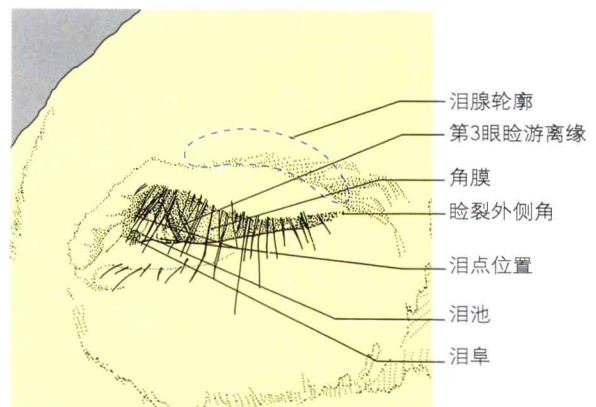 泪腺轮廓
第3眼睑游离缘
角膜
睑裂外侧角
泪点位置
泪池
泪阜